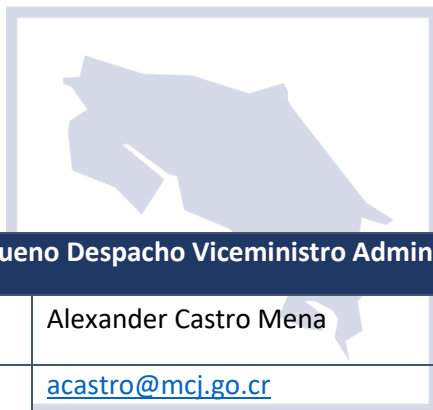 ueno Despacho Viceministro Admin
Alexander Castro Mena
acastro@mcj.go.cr